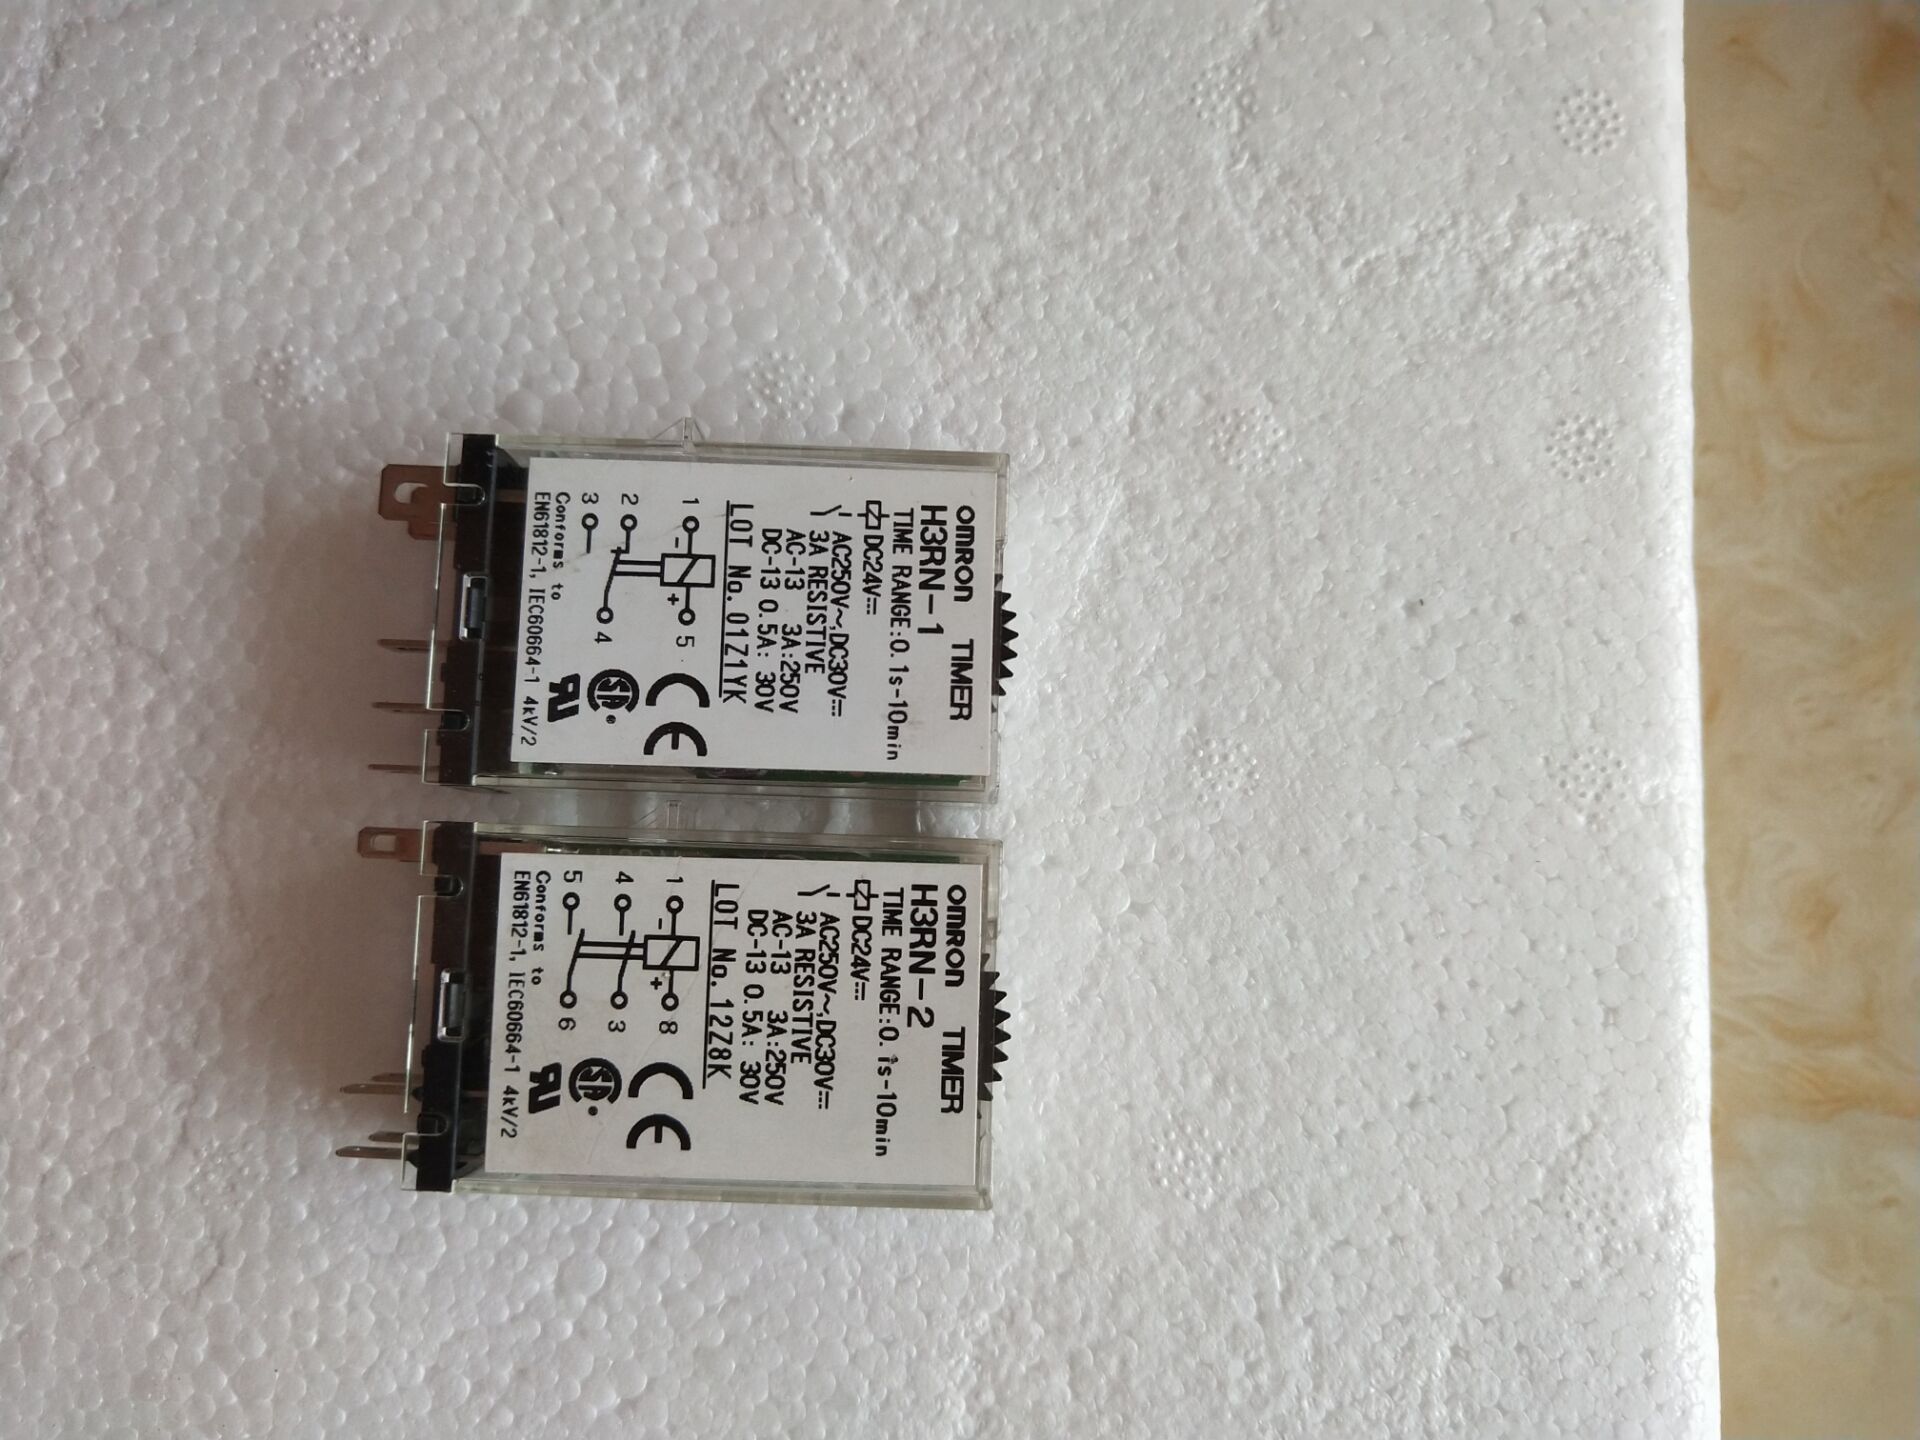 omron TIMER
H3RN-1
TIME RANGE:0.1s-10min
DC24V
AC250V~,DC30V
3A RESISTIVE
AC-13 3A:250V
DC-13 0.5A: 30V
LOT No.01Z1YK
1 - + 5
2 4
3
Conforms to
EN61812-1, IEC60664-1 4kV/2
omron TIMER
H3RN-2
TIME RANGE:0.1s-10min
DC24V
AC250V~,DC30V
3A RESISTIVE
AC-13 3A:250V
DC-13 0.5A: 30V
LOT No.12Z8K
1 - + 8
4 3
5 6
Conforms to
EN61812-1, IEC60664-1 4kV/2